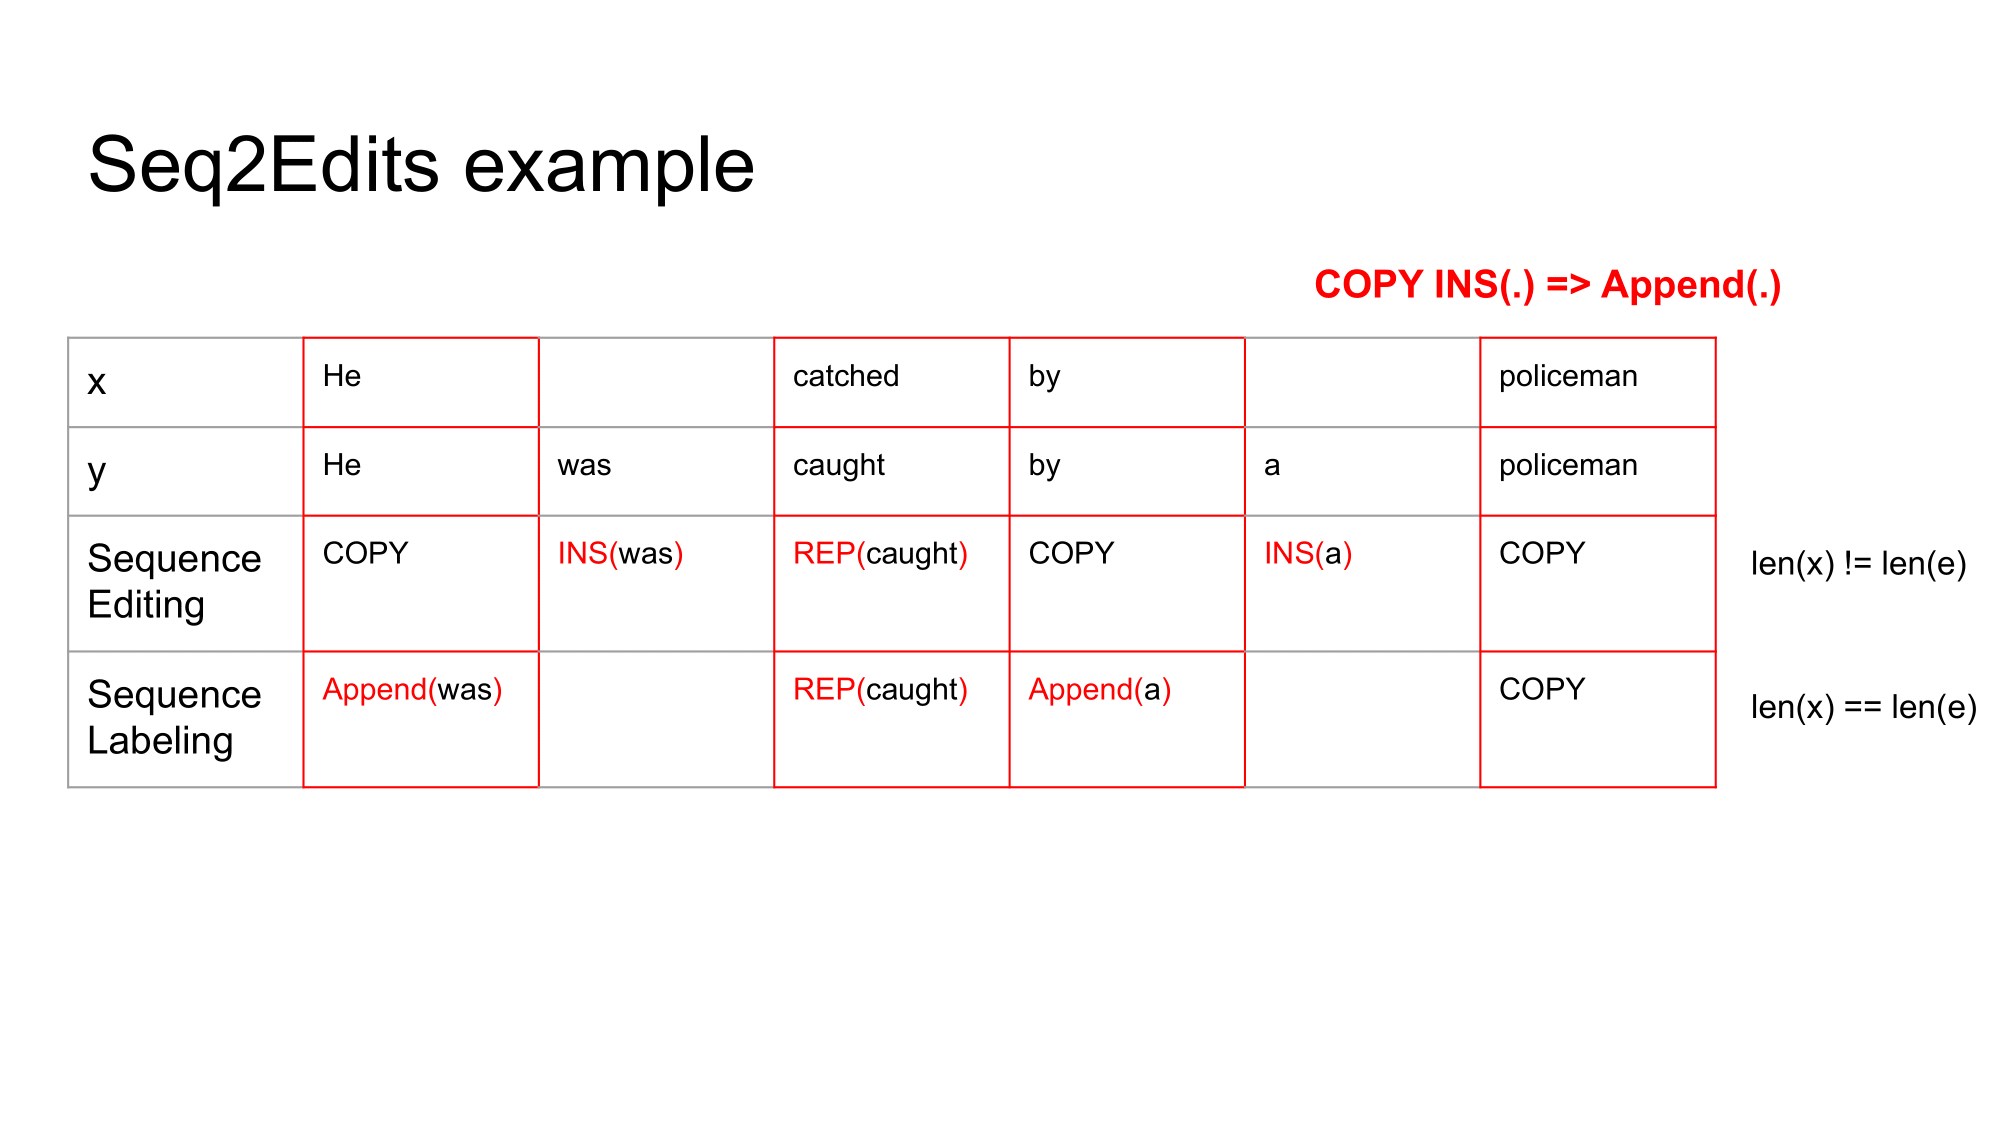 Seq2Edits example
COPY INS(.) => Append(.)
x He catched by policeman
y He was caught by a policeman
Sequence Editing COPY INS(was) REP(caught) COPY INS(a) COPY len(x) != len(e)
Sequence Labeling Append(was) REP(caught) Append(a) COPY len(x) == len(e)